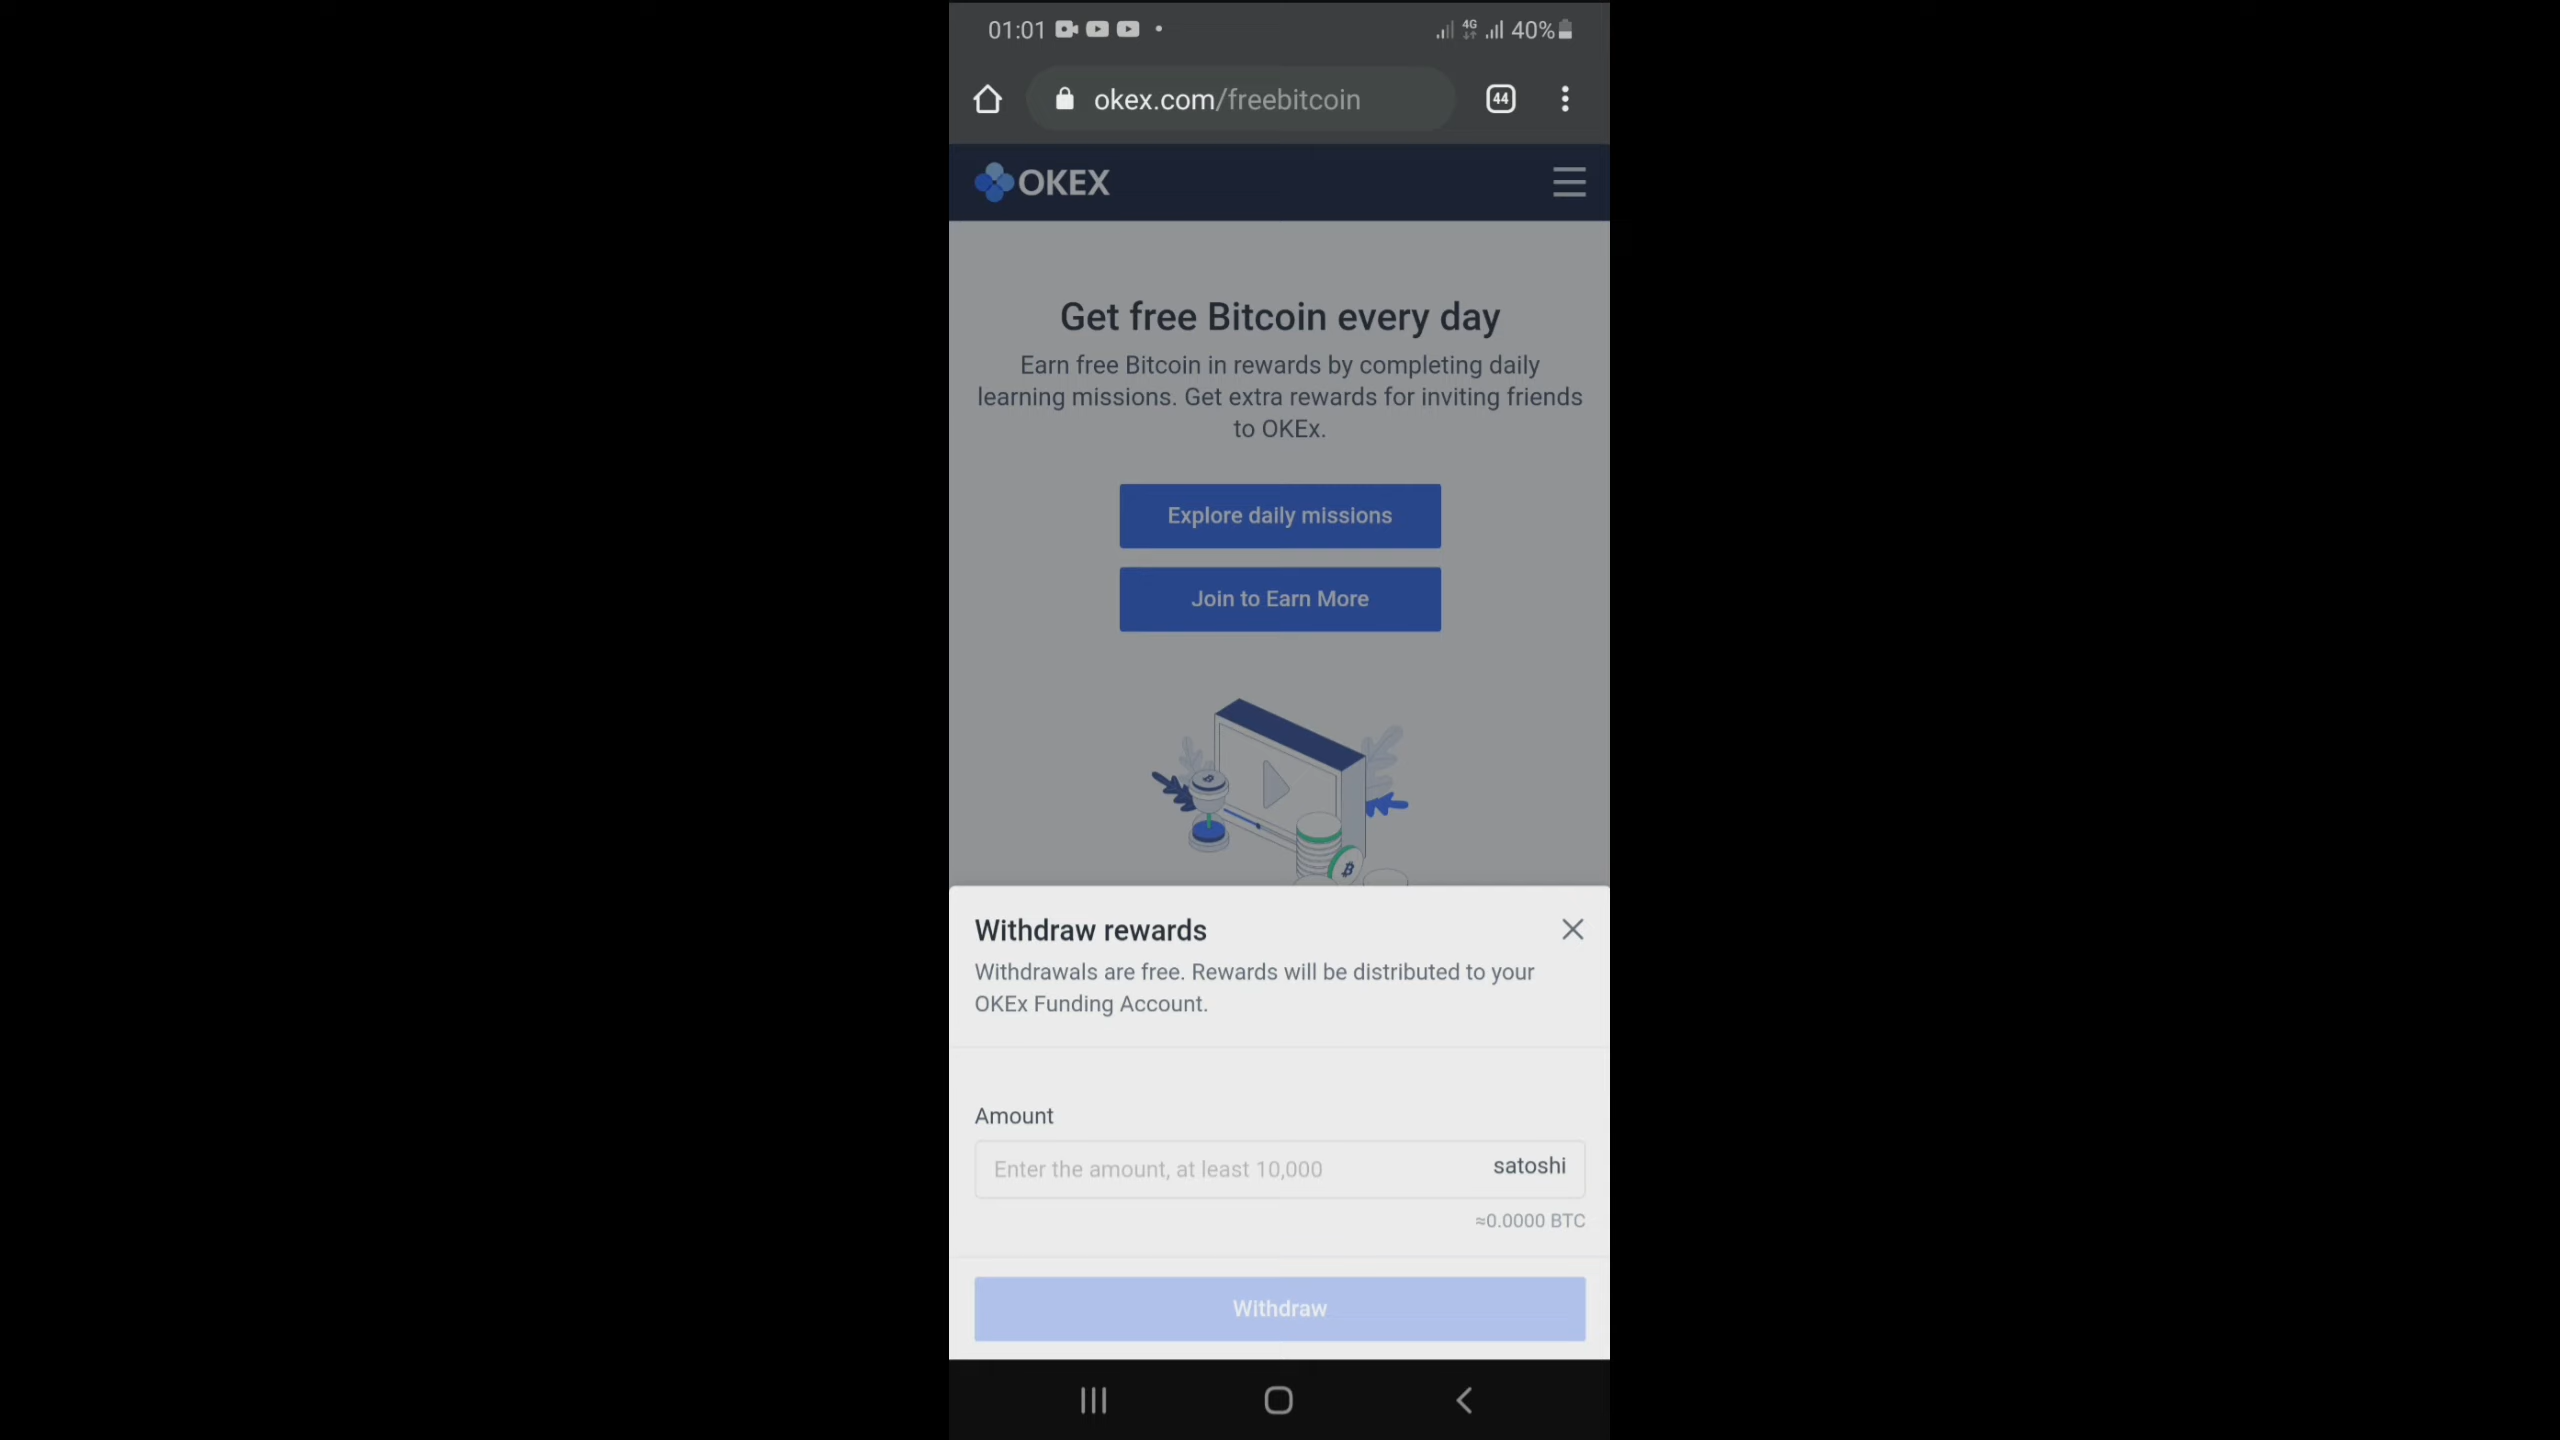 01:01
4G
40%
okex.com/freebitcoin
44
OKEX
Get free Bitcoin every day
Earn free Bitcoin in rewards by completing daily
learning missions. Get extra rewards for inviting friends
to OKEx.
Explore daily missions
Join to Earn More
Withdraw rewards
Withdrawals are free. Rewards will be distributed to your
OKEx Funding Account.
Amount
Enter the amount, at least 10,000 satoshi
≈0.0000 BTC
Withdraw